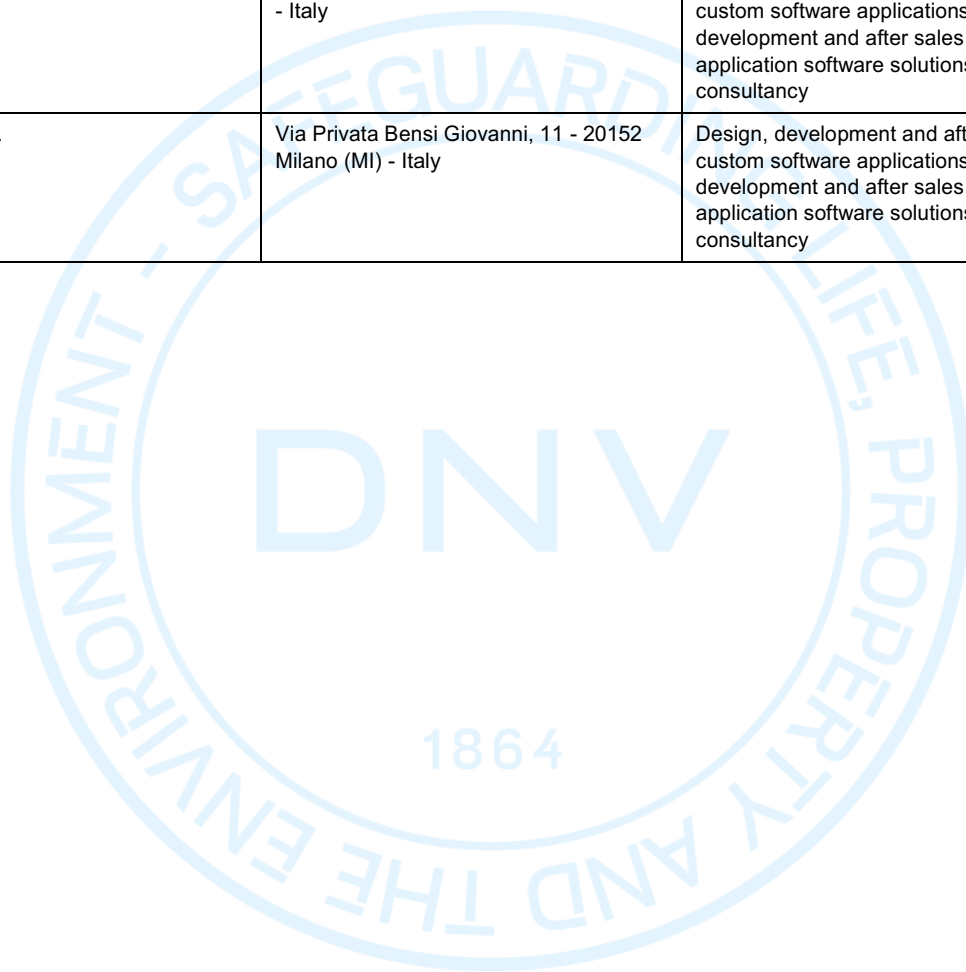 - Italy
custom software applications
development and after sales
application software solutions
consultancy
Via Privata Bensi Giovanni, 11 - 20152
Milano (MI) - Italy
Design, development and aft
custom software applications
development and after sales
application software solutions
consultancy
SAFEGUARDING LIFE, PROPERTY AND THE ENVIRONMENT -
DNV
1864